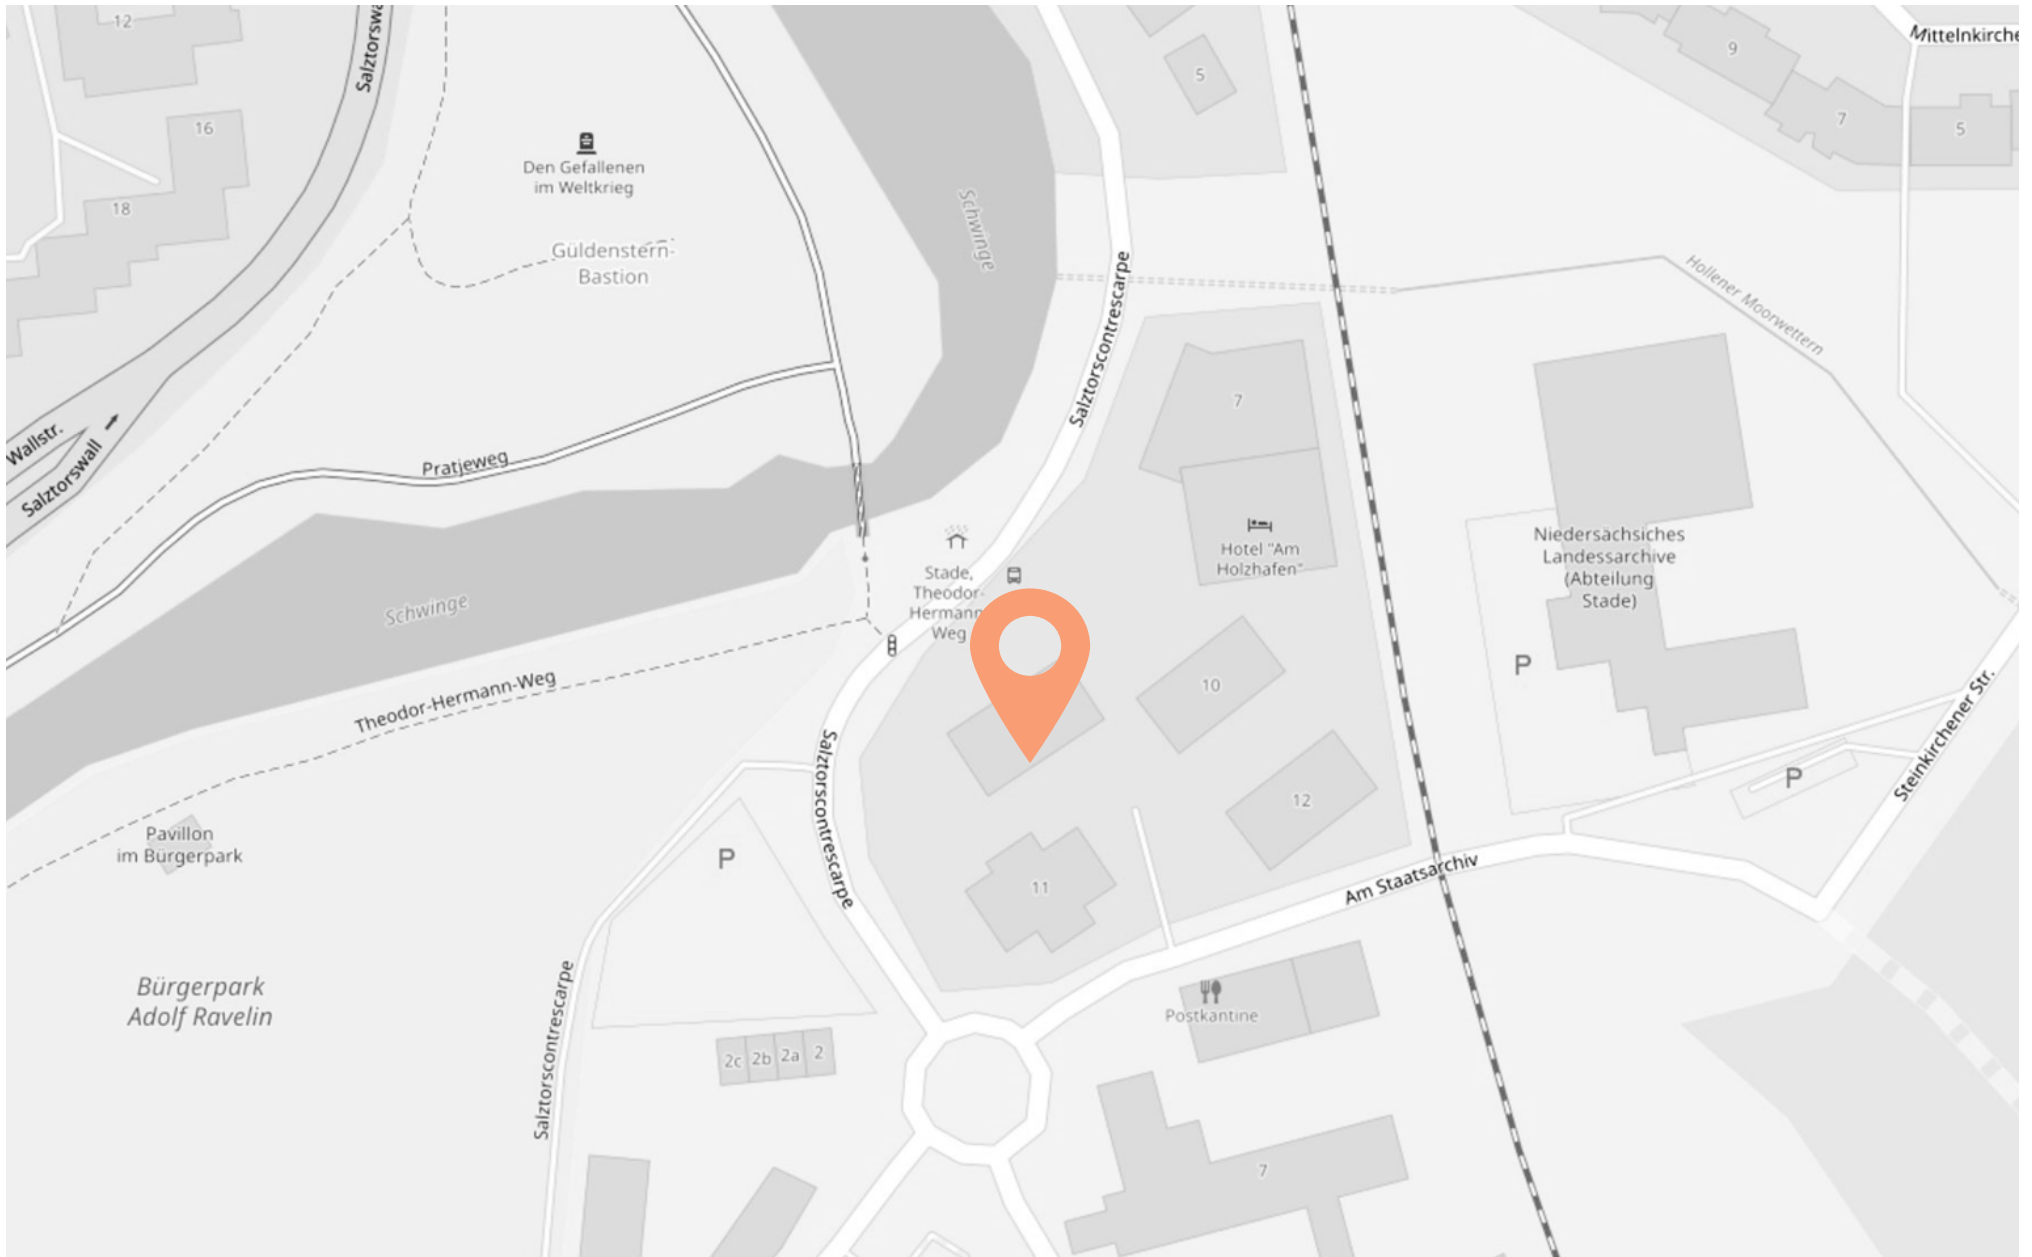 12
Salztorswa
5
9
Mittelnkirche
7
5
16
Den Gefallenen
im Weltkrieg
18
Schwinge
Güldenstern-
Bastion
Salztorscontrescarpe
Hollener Moorwettern
7
Wallstr.
Salztorswall
Pratjeweg
Hotel "Am
Holzhafen"
Niedersächsiches
Landessarchive
(Abteilung
Stade)
Stade,
Theodor-
Hermann
Weg
Schwinge
P
Theodor-Hermann-Weg
10
Steinkirchener Str.
Salztorscontrescarpe
P
12
Pavillon
im Bürgerpark
P
11
Am Staatsarchiv
Bürgerpark
Adolf Ravelin
Salztorscontrescarpe
Postkantine
2c 2b 2a 2
7